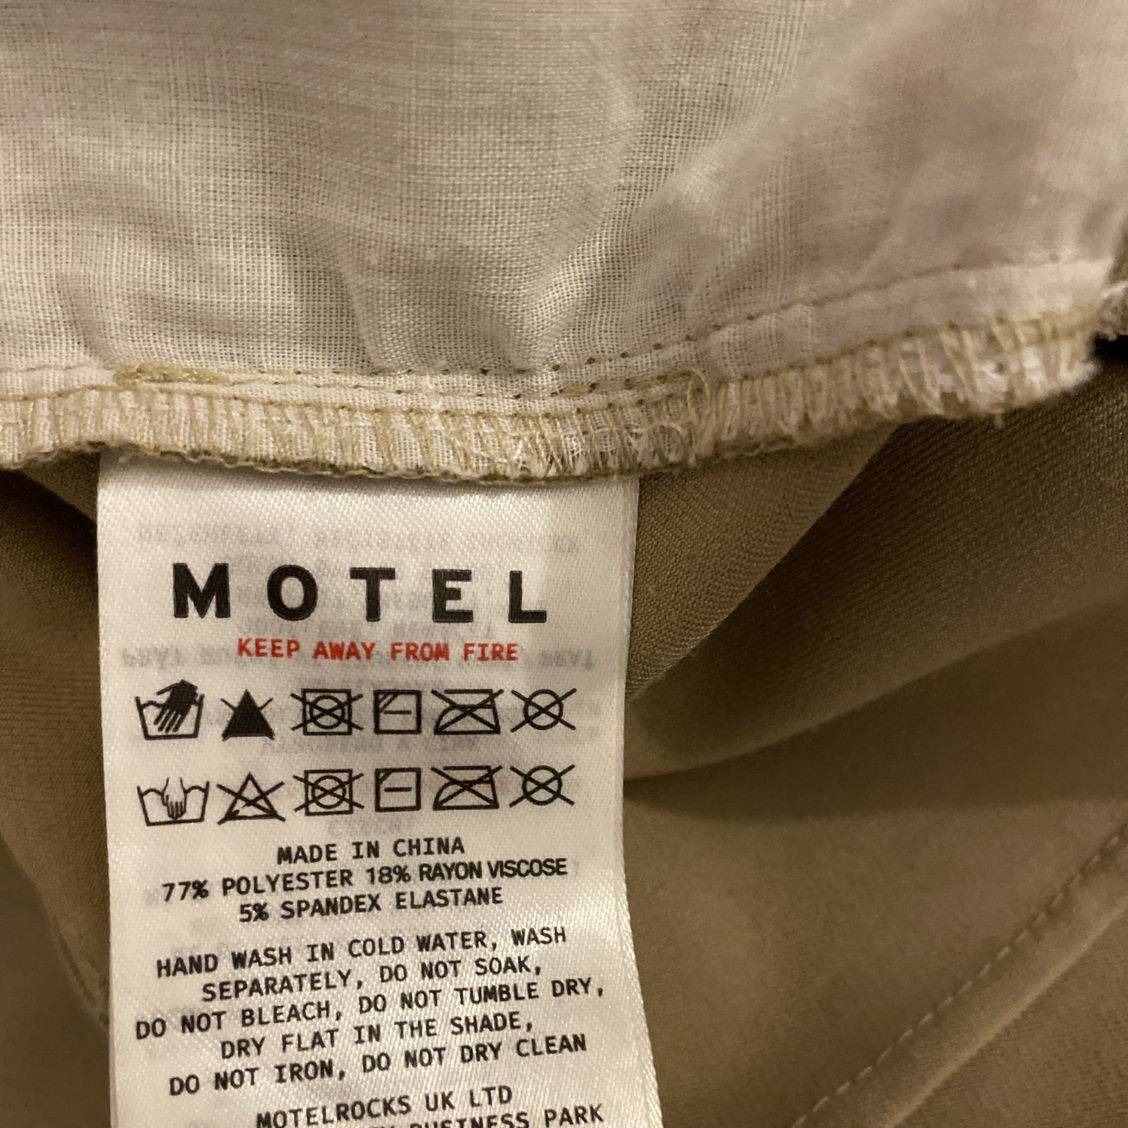 MOTEL
KEEP AWAY FROM FIRE
MADE IN CHINA
77% POLYESTER 18% RAYON VISCOSE
5% SPANDEX ELASTANE
HAND WASH IN COLD WATER, WASH
SEPARATELY, DO NOT SOAK,
DO NOT BLEACH, DO NOT TUMBLE DRY,
DRY FLAT IN THE SHADE,
DO NOT IRON, DO NOT DRY CLEAN
MOTELROCKS UK LTD
BUSINESS PARK